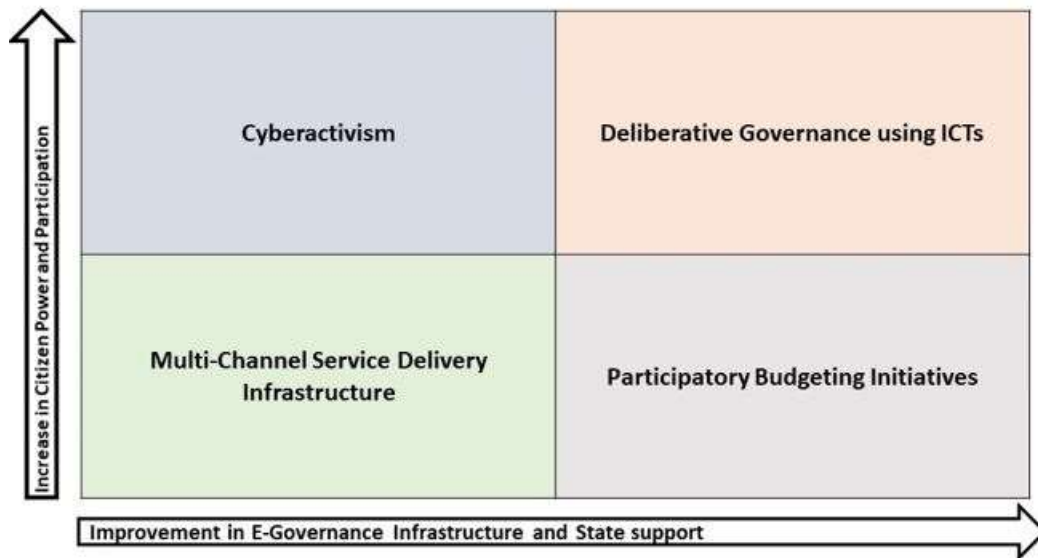 Increase in Citizen Power and Participation
Cyberactivism
Deliberative Governance using ICTs
Multi-Channel Service Delivery
Infrastructure
Participatory Budgeting Initiatives
Improvement in E-Governance Infrastructure and State support